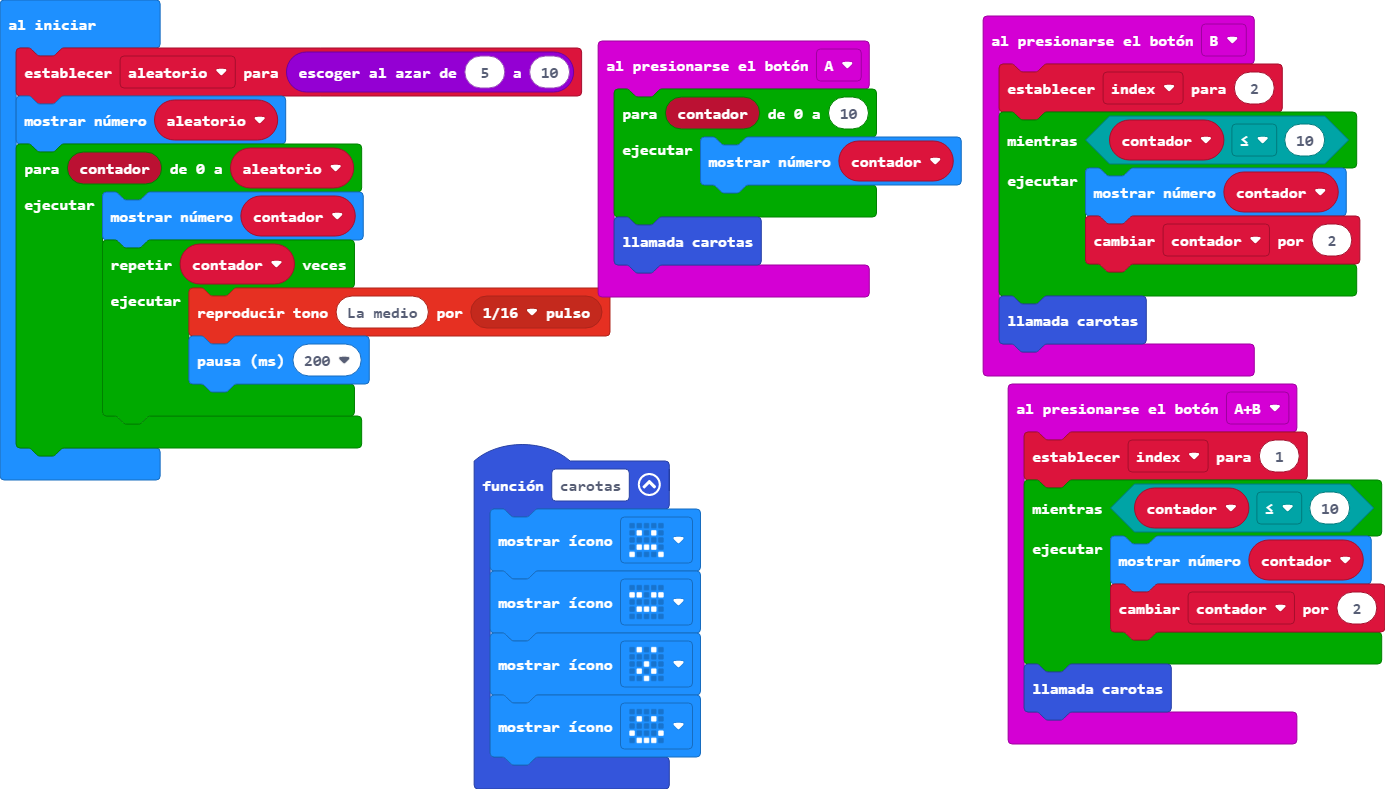 al iniciar
establecer aleatorio para escoger al azar de 5 a 10
mostrar número aleatorio
para contador de 0 a aleatorio
ejecutar
mostrar número contador
repetir contador veces
ejecutar
reproducir tono La medio por 1/16 pulso
pausa (ms) 200
al presionarse el botón A
para contador de 0 a 10
ejecutar
mostrar número contador
llamada carotas
al presionarse el botón B
establecer index para 2
mientras contador ≤ 10
ejecutar
mostrar número contador
cambiar contador por 2
llamada carotas
al presionarse el botón A+B
establecer index para 1
mientras contador ≤ 10
ejecutar
mostrar número contador
cambiar contador por 2
llamada carotas
función carotas
mostrar ícono
mostrar ícono
mostrar ícono
mostrar ícono